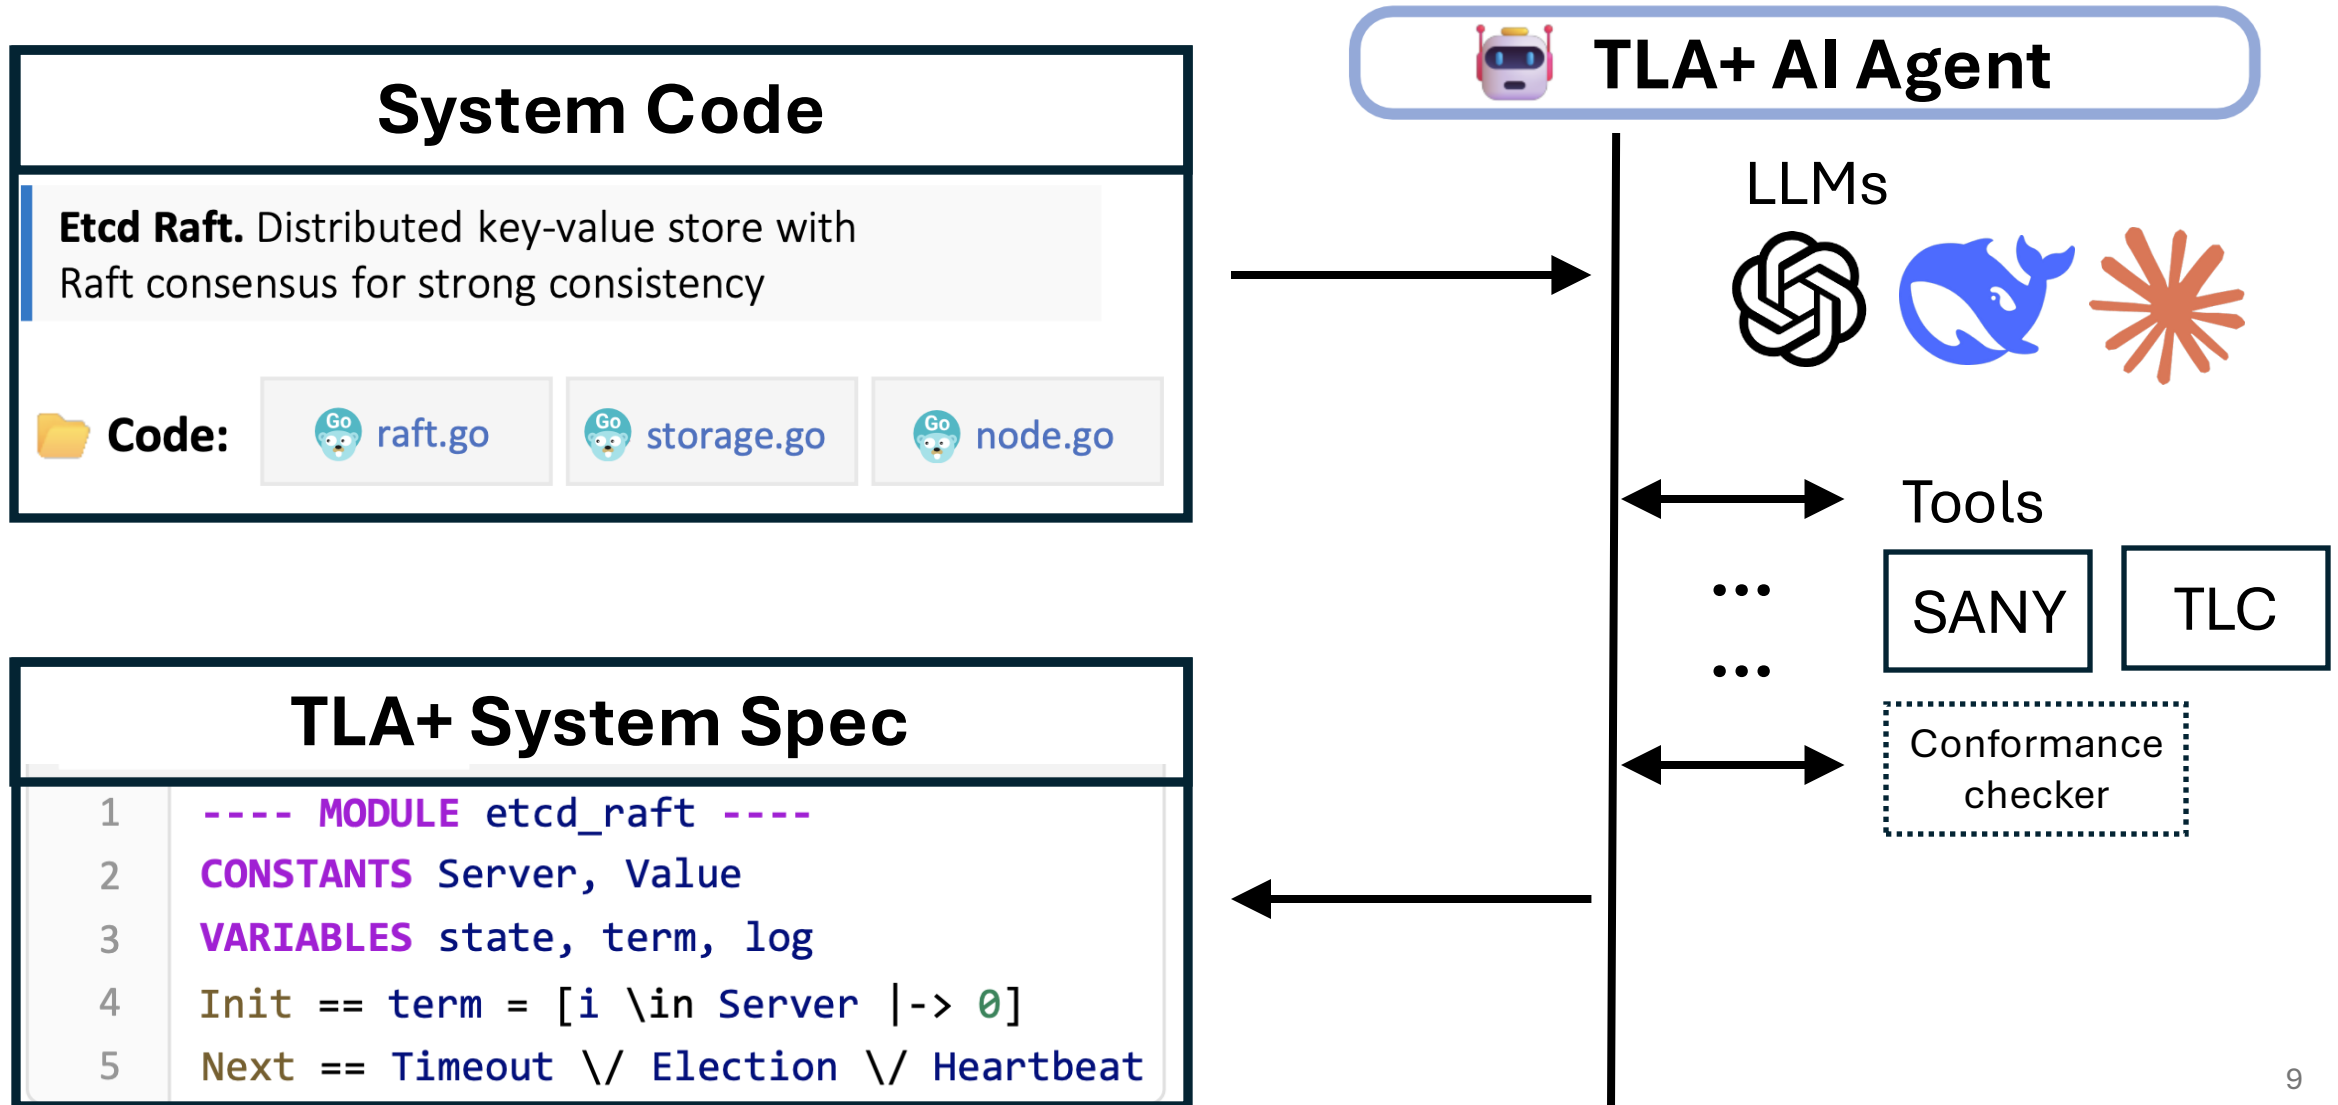 System Code
Etcd Raft. Distributed key-value store with
Raft consensus for strong consistency
Code:
Go
raft.go
Go
storage.go
Go
node.go
TLA+ System Spec
1 ---- MODULE etcd_raft ----
2 CONSTANTS Server, Value
3 VARIABLES state, term, log
4 Init == term = [i \in Server |-> 0]
5 Next == Timeout \/ Election \/ Heartbeat
TLA+ AI Agent
LLMs
Tools
...
...
SANY
TLC
Conformance
checker
9